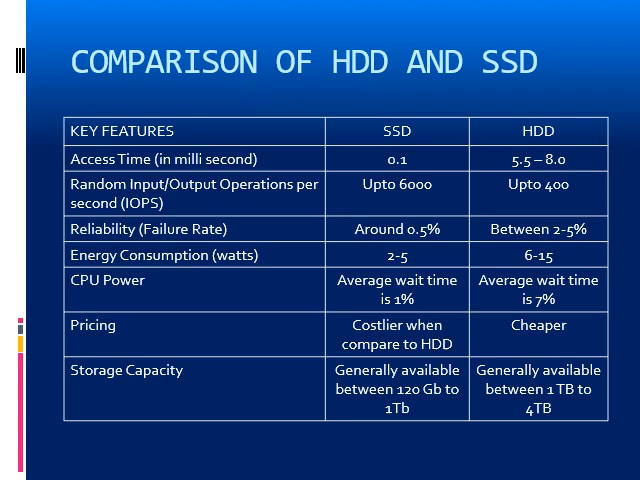 COMPARISON OF HDD AND SSD
KEY FEATURES SSD HDD
Access Time (in milli second) 0.1 5.5 – 8.0
Random Input/Output Operations per Upto 6000 Upto 400
second (IOPS)
Reliability (Failure Rate) Around 0.5% Between 2-5%
Energy Consumption (watts) 2-5 6-15
CPU Power Average wait time Average wait time
is 1% is 7%
Pricing Costlier when Cheaper
compare to HDD
Storage Capacity Generally available Generally available
between 120 Gb to between 1 TB to
1Tb 4TB